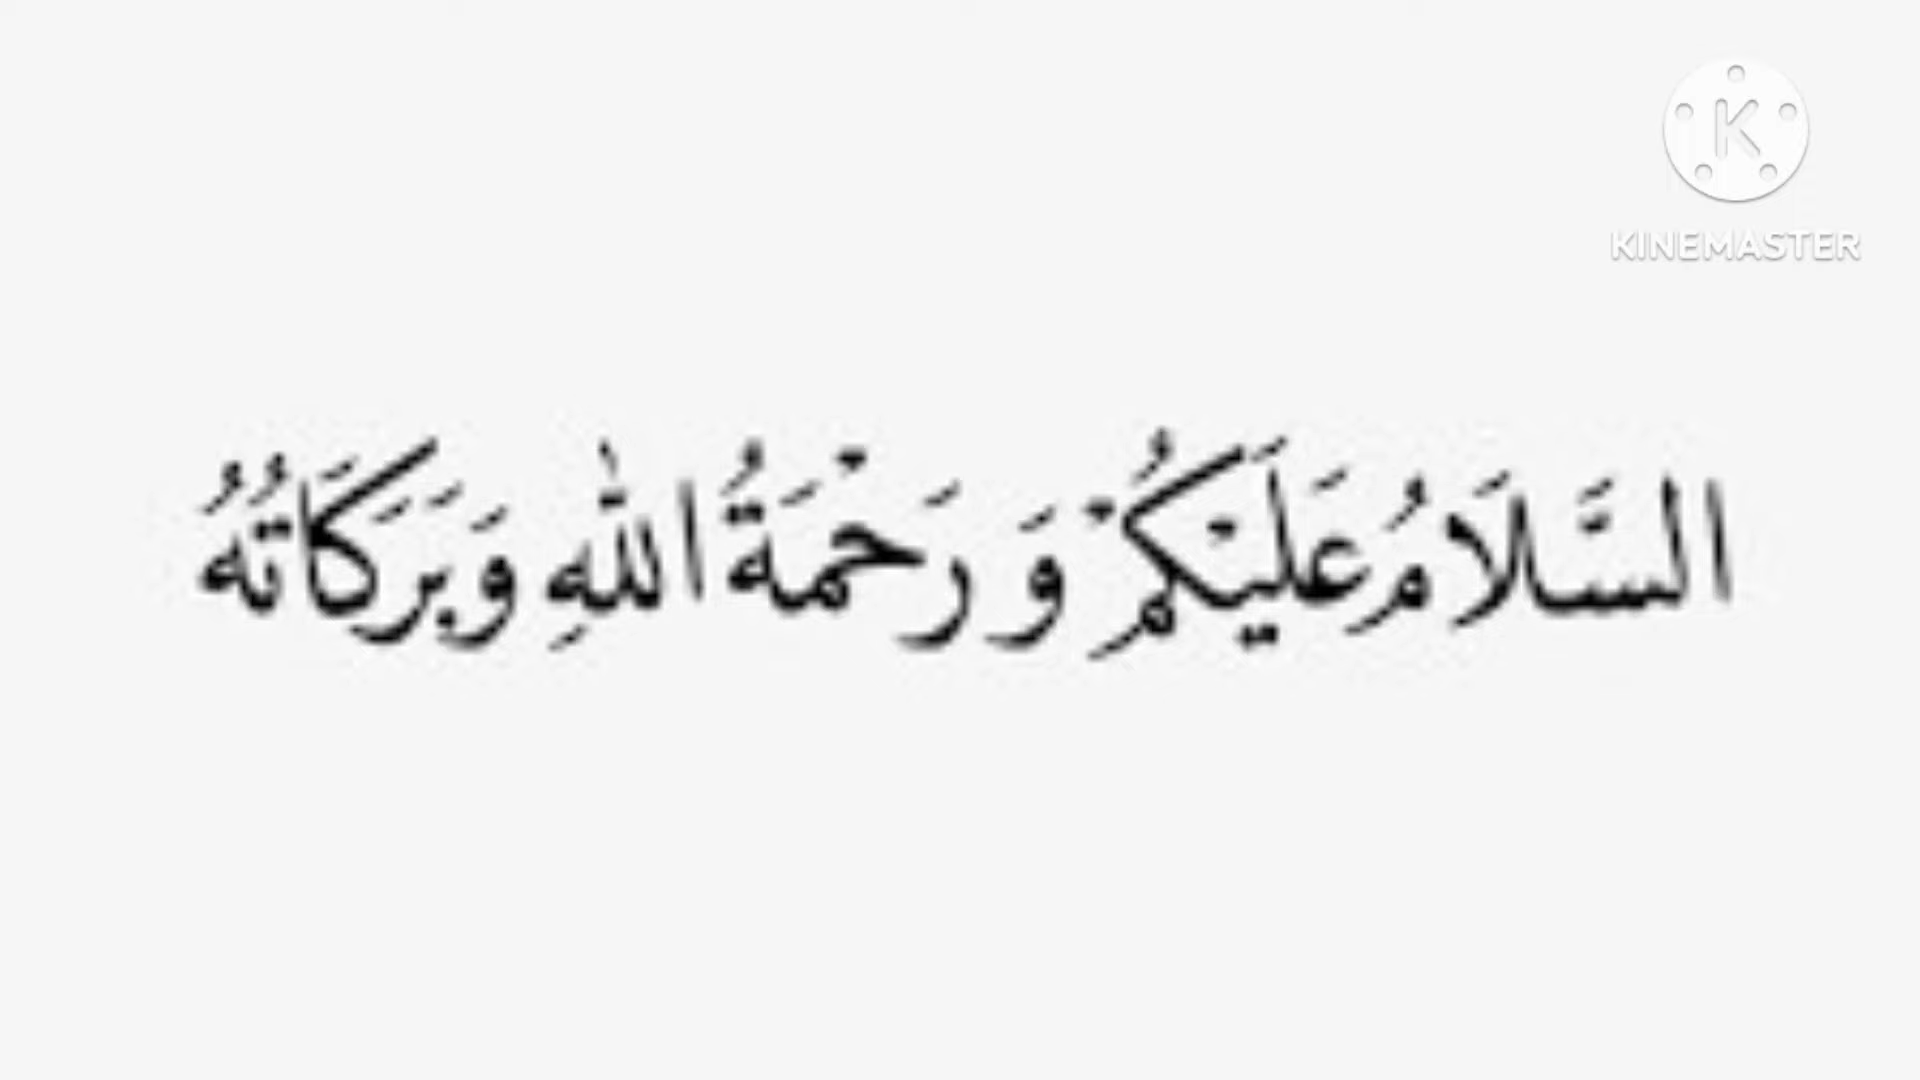 KINEMASTER
السَّلَامُ عَلَيْكُمْ وَ رَحْمَةُ اللهِ وَبَرَكَاتُهُ